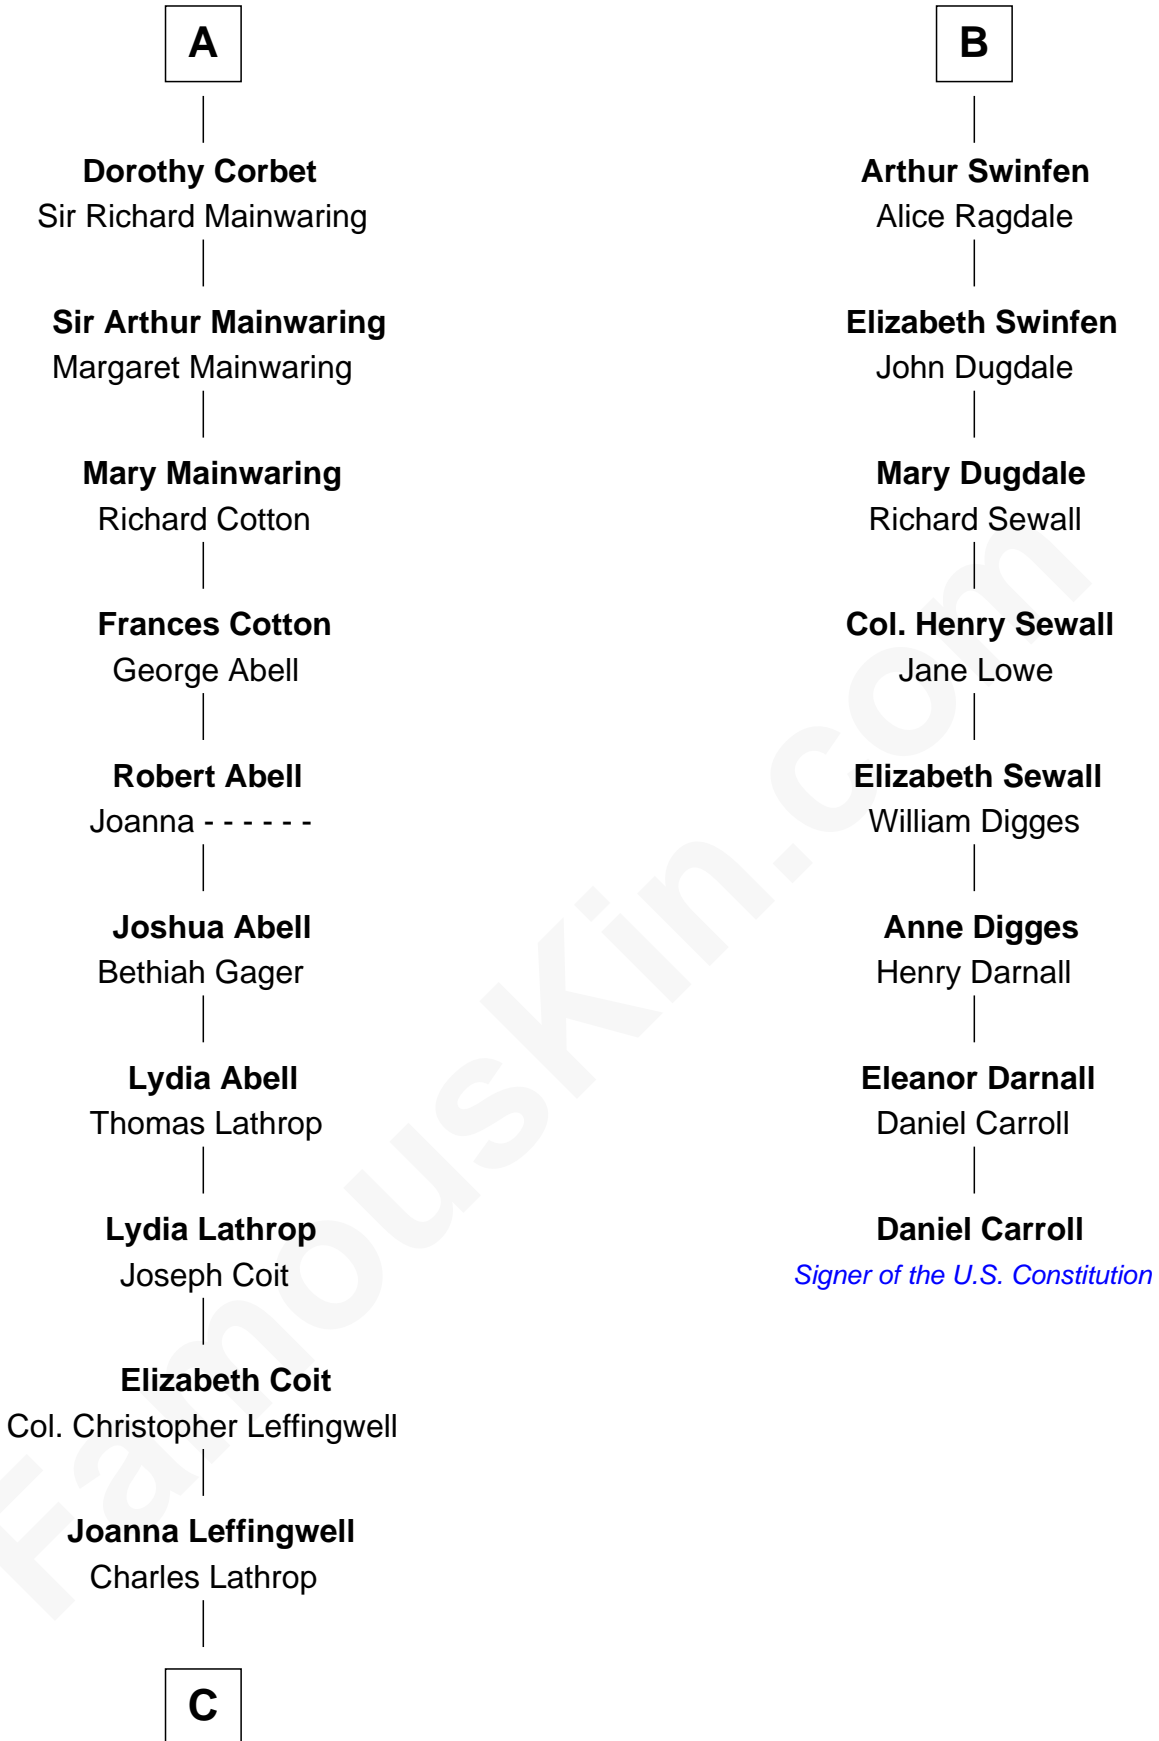 A
Dorothy Corbet
Sir Richard Mainwaring
Sir Arthur Mainwaring
Margaret Mainwaring
Mary Mainwaring
Richard Cotton
Frances Cotton
George Abell
Robert Abell
Joanna - - - - - -
Joshua Abell
Bethiah Gager
Lydia Abell
Thomas Lathrop
Lydia Lathrop
Joseph Coit
Elizabeth Coit
Col. Christopher Leffingwell
Joanna Leffingwell
Charles Lathrop
C
B
Arthur Swinfen
Alice Ragdale
Elizabeth Swinfen
John Dugdale
Mary Dugdale
Richard Sewall
Col. Henry Sewall
Jane Lowe
Elizabeth Sewall
William Digges
Anne Digges
Henry Darnall
Eleanor Darnall
Daniel Carroll
Daniel Carroll
Signer of the U.S. Constitution
FamousKin.com